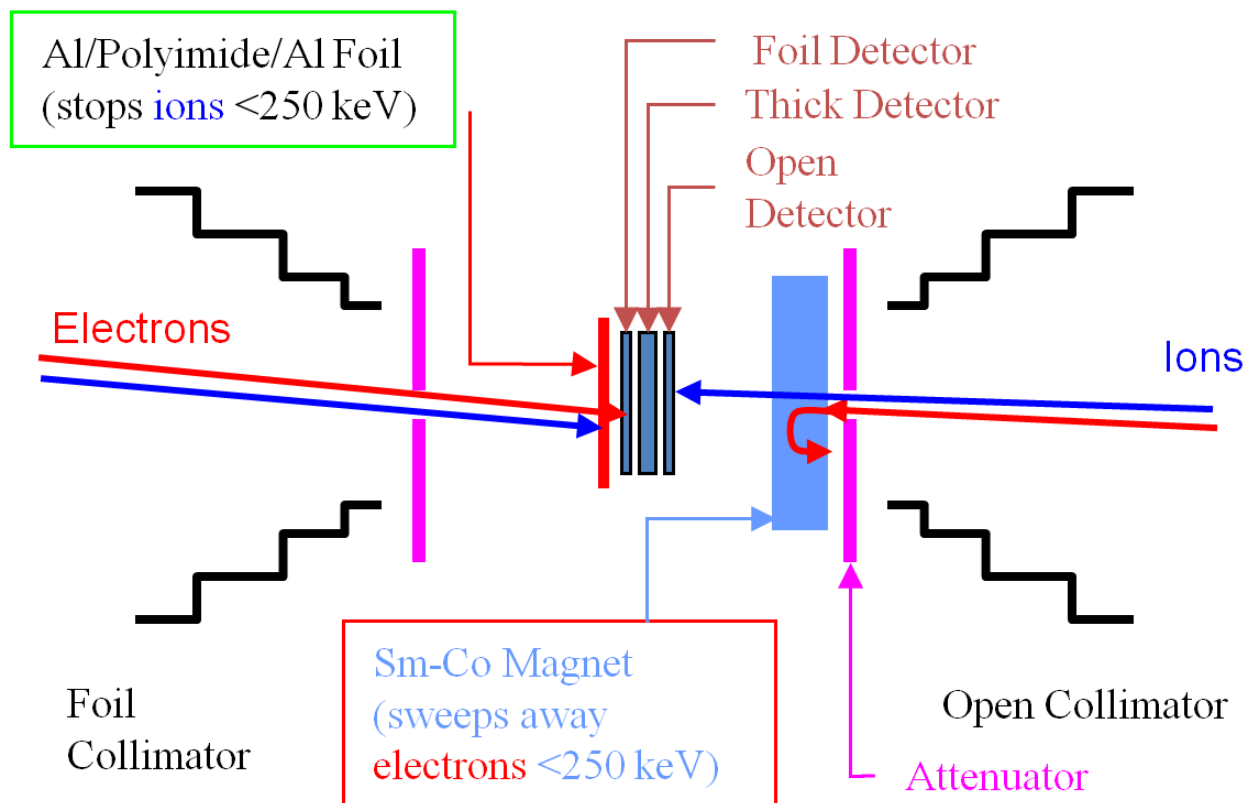 Al/Polyimide/Al Foil
(stops ions <250 keV)
Foil Detector
Thick Detector
Open
Detector
Electrons
Ions
Foil
Collimator
Sm-Co Magnet
(sweeps away
electrons <250 keV)
Open Collimator
Attenuator